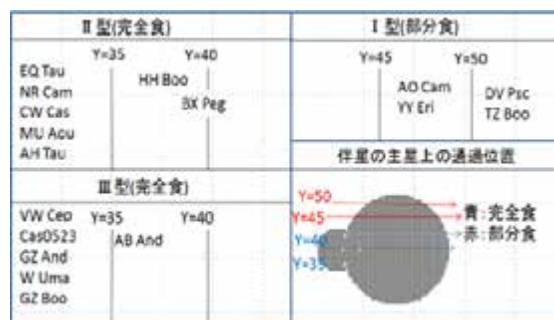 Ⅱ型(完全食)
Y=35 Y=40
EQ Tau
NR Cam
CW Cas
MU Aqu
AH Tau
HH Boo
BX Peg
Ⅰ型(部分食)
Y=45 Y=50
AO Cam
YY Eri
DV Psc
TZ Boo
伴星の主星上の通過位置
Y=50
Y=45
Y=40
Y=35
青:完全食
赤:部分食
Ⅲ型(完全食)
Y=35 Y=40
VW Cep
Cas0523
GZ And
W Uma
GZ Boo
AB And